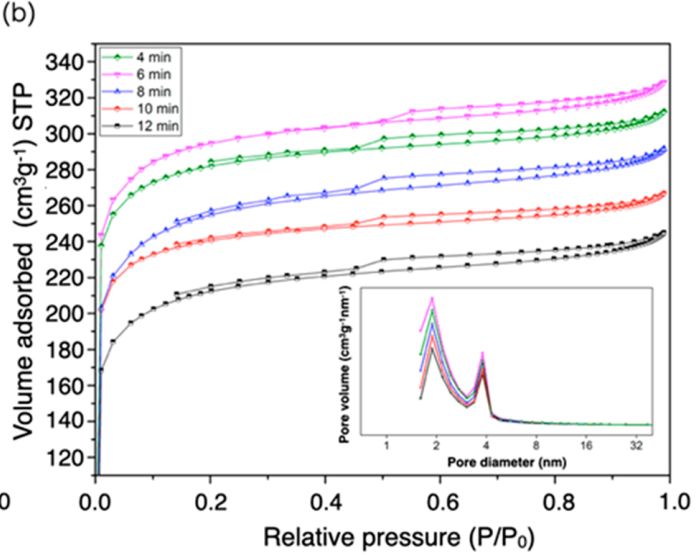 (b)
Volume adsorbed (cm³g⁻¹) STP
340
320
300
280
260
240
220
200
180
160
140
120
4 min
6 min
8 min
10 min
12 min
Pore volume (cm³g⁻¹nm⁻¹)
1 2 4 8 16 32
Pore diameter (nm)
0 0.0 0.2 0.4 0.6 0.8 1.0
Relative pressure (P/P₀)